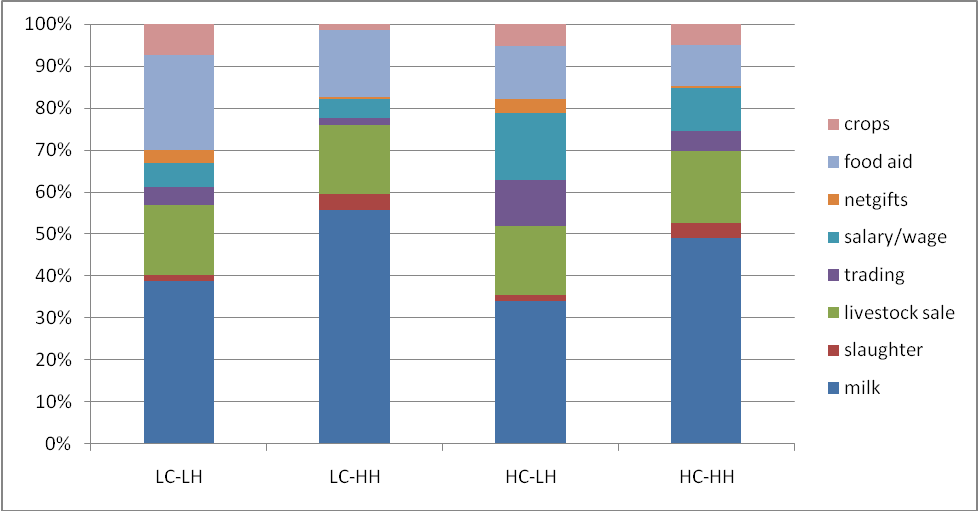 100%
90%
80%
70%
60%
50%
40%
30%
20%
10%
0%
LC-LH LC-HH HC-LH HC-HH
crops
food aid
netgifts
salary/wage
trading
livestock sale
slaughter
milk